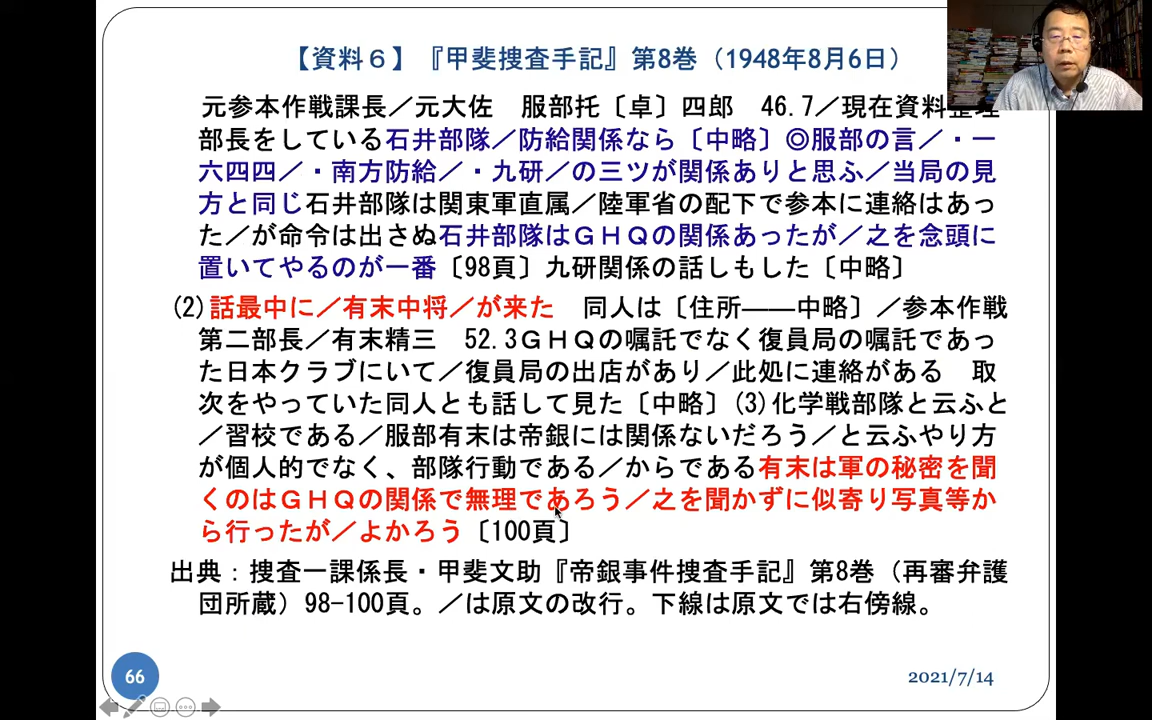 【資料６】『甲斐捜査手記』第8巻（1948年8月6日）
元参本作戦課長／元大佐　服部托〔卓〕四郎　46.7／現在資料整理
部長をしている石井部隊／防給関係なら〔中略〕◎服部の言／・一
六四四／・南方防給／・九研／の三ツが関係ありと思ふ／当局の見
方と同じ石井部隊は関東軍直属／陸軍省の配下で参本に連絡はあっ
た／が命令は出さぬ石井部隊はＧＨＱの関係あったが／之を念頭に
置いてやるのが一番〔98頁〕九研関係の話しもした〔中略〕
(2)話最中に／有末中将／が来た　同人は〔住所――中略〕／参本作戦
第二部長／有末精三　52.3ＧＨＱの嘱託でなく復員局の嘱託であっ
た日本クラブにいて／復員局の出店があり／此処に連絡がある　取
次をやっていた同人とも話して見た〔中略〕(3)化学戦部隊と云ふと
／習校である／服部有末は帝銀には関係ないだろう／と云ふやり方
が個人的でなく、部隊行動である／からである有末は軍の秘密を聞
くのはＧＨＱの関係で無理であろう／之を聞かずに似寄り写真等か
ら行ったが／よかろう〔100頁〕
出典：捜査一課係長・甲斐文助『帝銀事件捜査手記』第8巻（再審弁護
団所蔵）98-100頁。／は原文の改行。下線は原文では右傍線。
66
2021/7/14